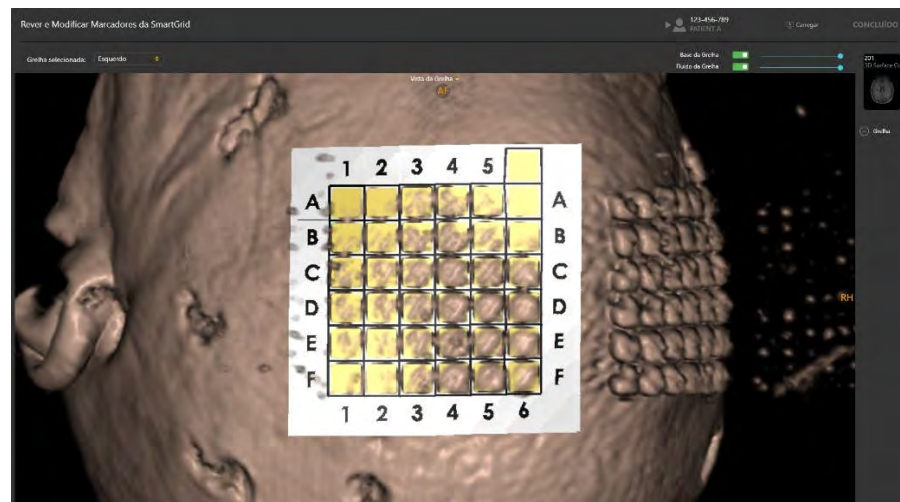 Rever e Modificar Marcadores da SmartGrid
123-456-789
PATIENT A
Carregar
CONCLUÍDO
Grelha selecionada: Esquerdo
Base da Grelha
Fluido da Grelha
Vista da Grelha
AF
201
Grelha
1 2 3 4 5
A A
B B
C C
D D
E E
F F
1 2 3 4 5 6
RH